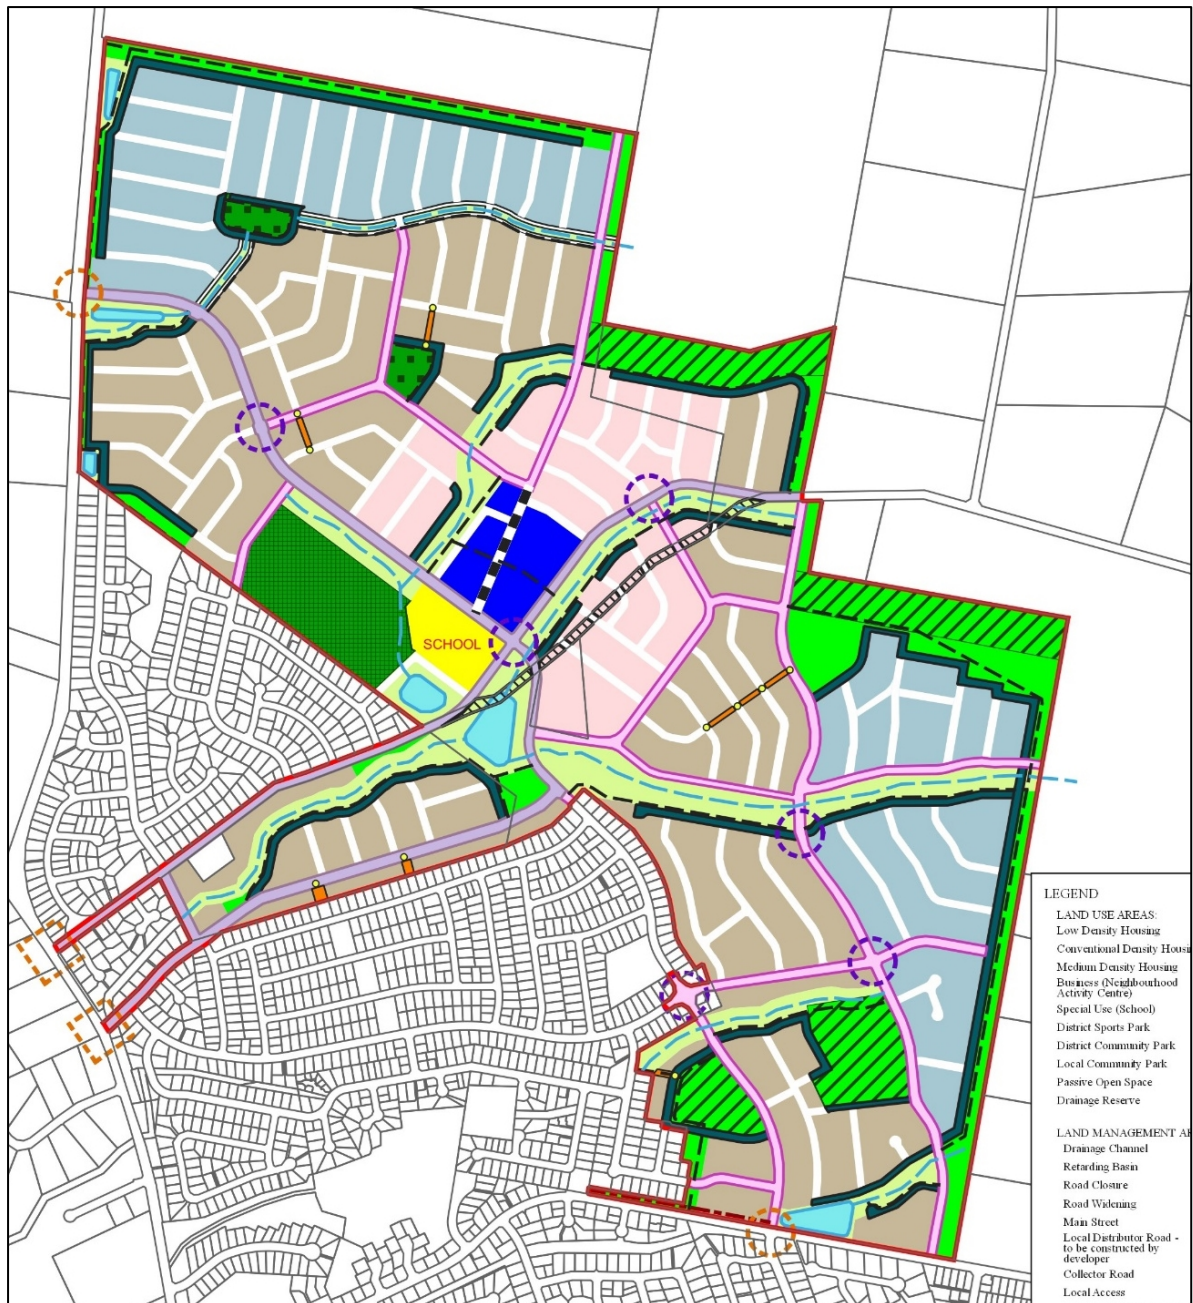 SCHOOL
LEGEND
LAND USE AREAS:
Low Density Housing
Conventional Density Housi
Medium Density Housing
Business (Neighbourhood
Activity Centre)
Special Use (School)
District Sports Park
District Community Park
Local Community Park
Passive Open Space
Drainage Reserve
LAND MANAGEMENT AR
Drainage Channel
Retarding Basin
Road Closure
Road Widening
Main Street
Local Distributor Road -
to be constructed by
developer
Collector Road
Local Access